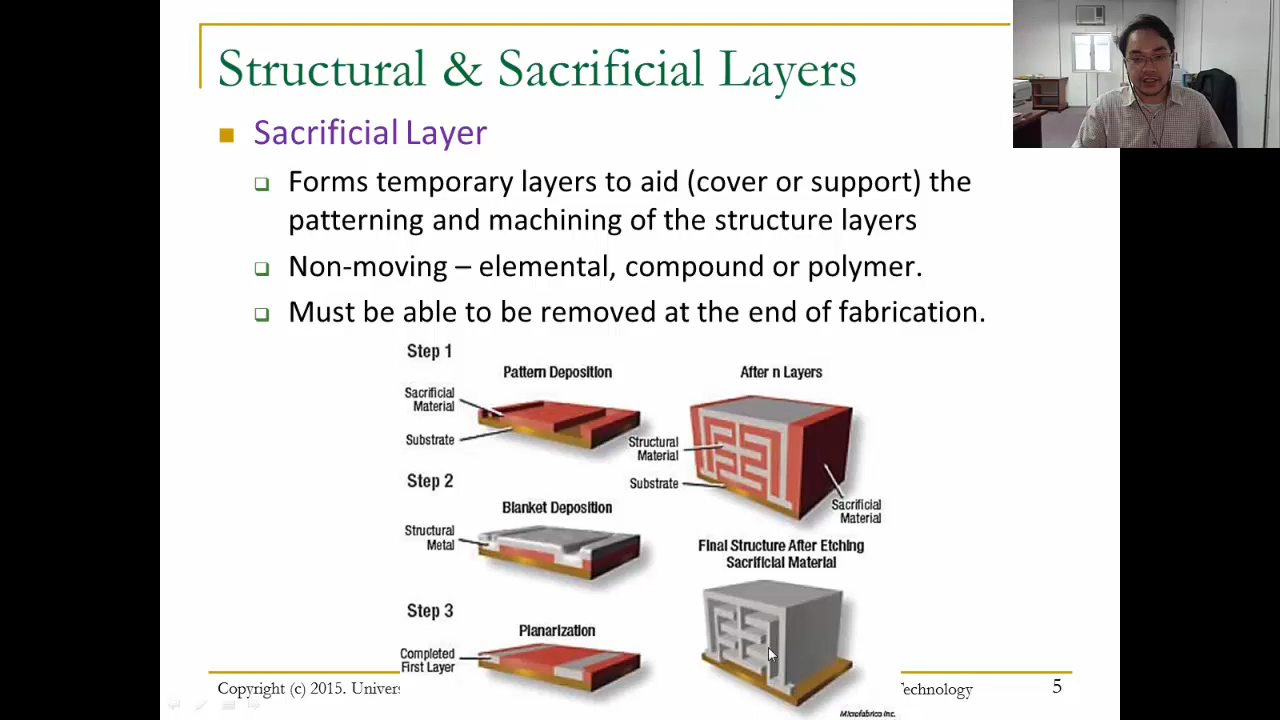 Structural & Sacrificial Layers
Sacrificial Layer
Forms temporary layers to aid (cover or support) the
patterning and machining of the structure layers
Non-moving – elemental, compound or polymer.
Must be able to be removed at the end of fabrication.
Step 1
Pattern Deposition
Sacrificial
Material
Substrate
Step 2
Blanket Deposition
Structural
Metal
Step 3
Planarization
Completed
First Layer
After n Layers
Structural
Material
Substrate
Sacrificial
Material
Final Structure After Etching
Sacrificial Material
Microfabrica Inc.
Copyright (c) 2015. Univers
Technology
5